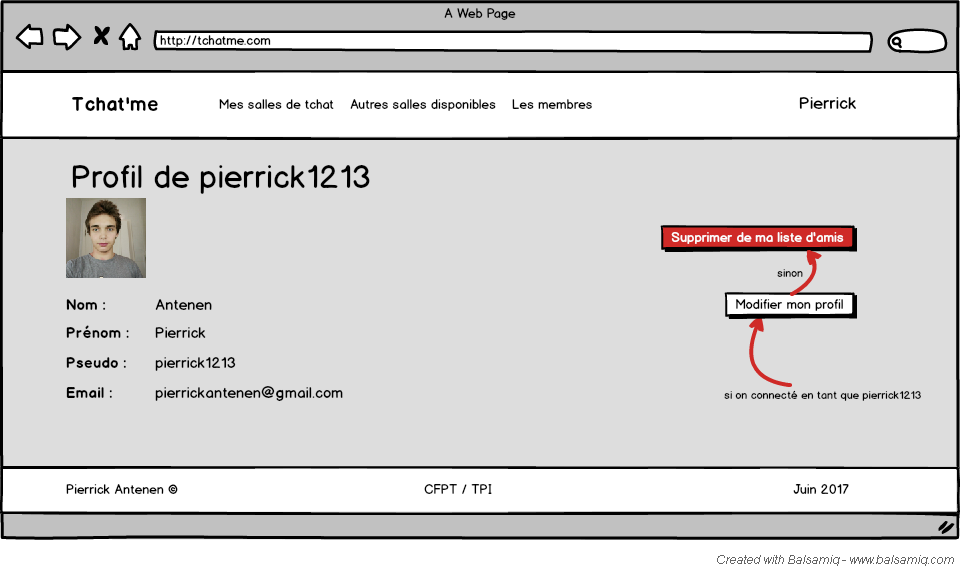 A Web Page
http://tchatme.com
Tchat'me
Mes salles de tchat
Autres salles disponibles
Les membres
Pierrick
Profil de pierrick1213
Supprimer de ma liste d'amis
sinon
Modifier mon profil
Nom : Antenen
Prénom : Pierrick
Pseudo : pierrick1213
Email : pierrickantenen@gmail.com
si on connecté en tant que pierrick1213
Pierrick Antenen ©
CFPT / TPI
Juin 2017
Created with Balsamiq - www.balsamiq.com